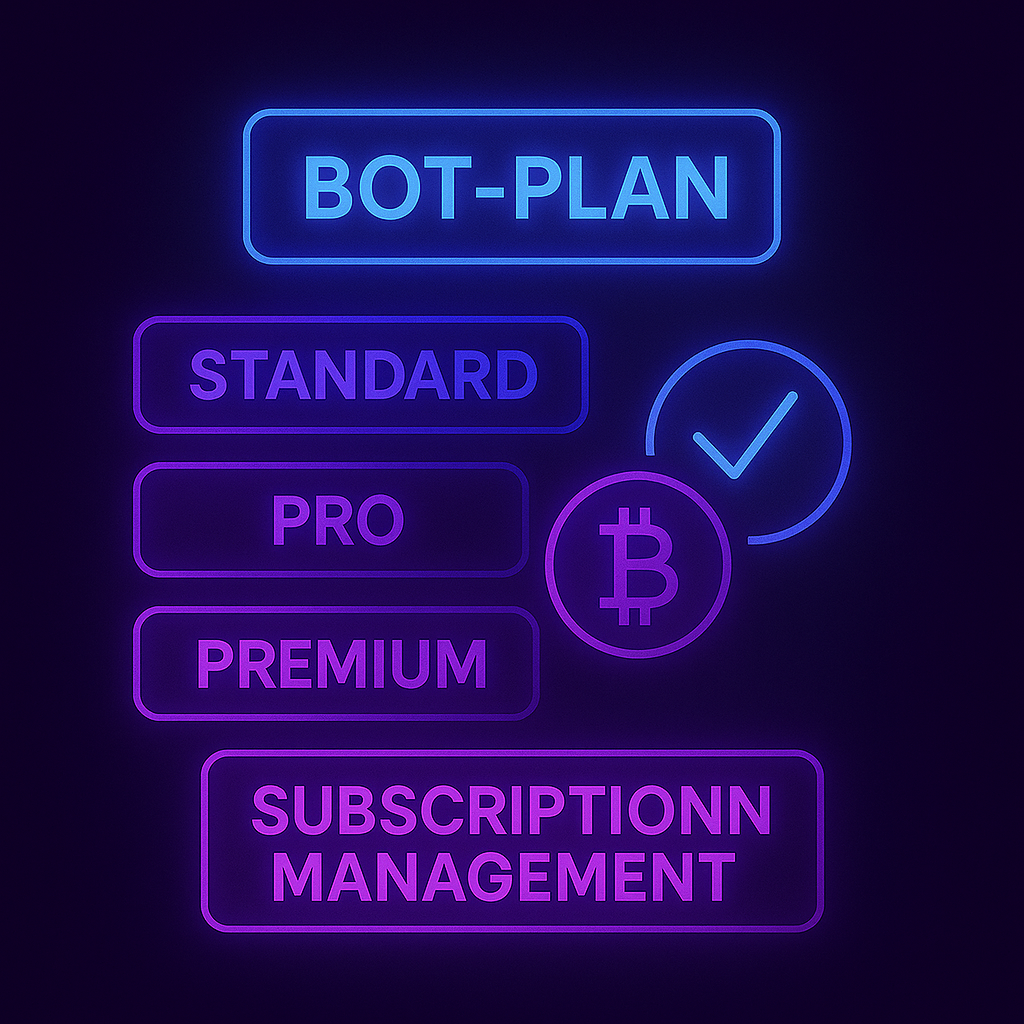 BOT-PLAN
STANDARD
PRO
PREMIUM
SUBSCRIPTIONN
MANAGEMENT